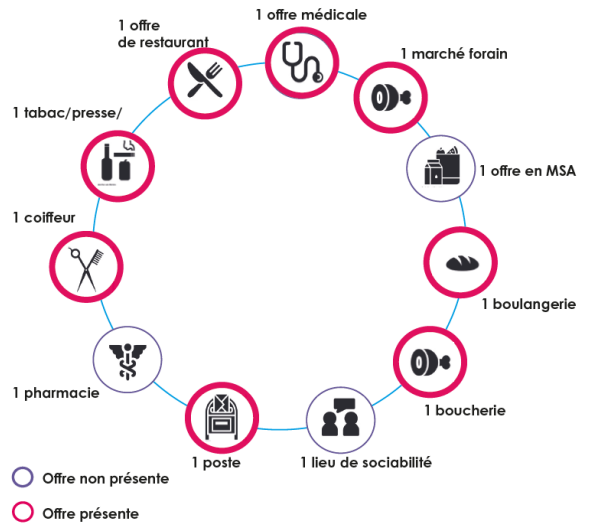 1 offre médicale
1 offre
de restaurant
1 marché forain
1 tabac/presse/
1 offre en MSA
1 coiffeur
1 boulangerie
1 pharmacie
1 boucherie
1 poste
1 lieu de sociabilité
Offre non présente
Offre présente